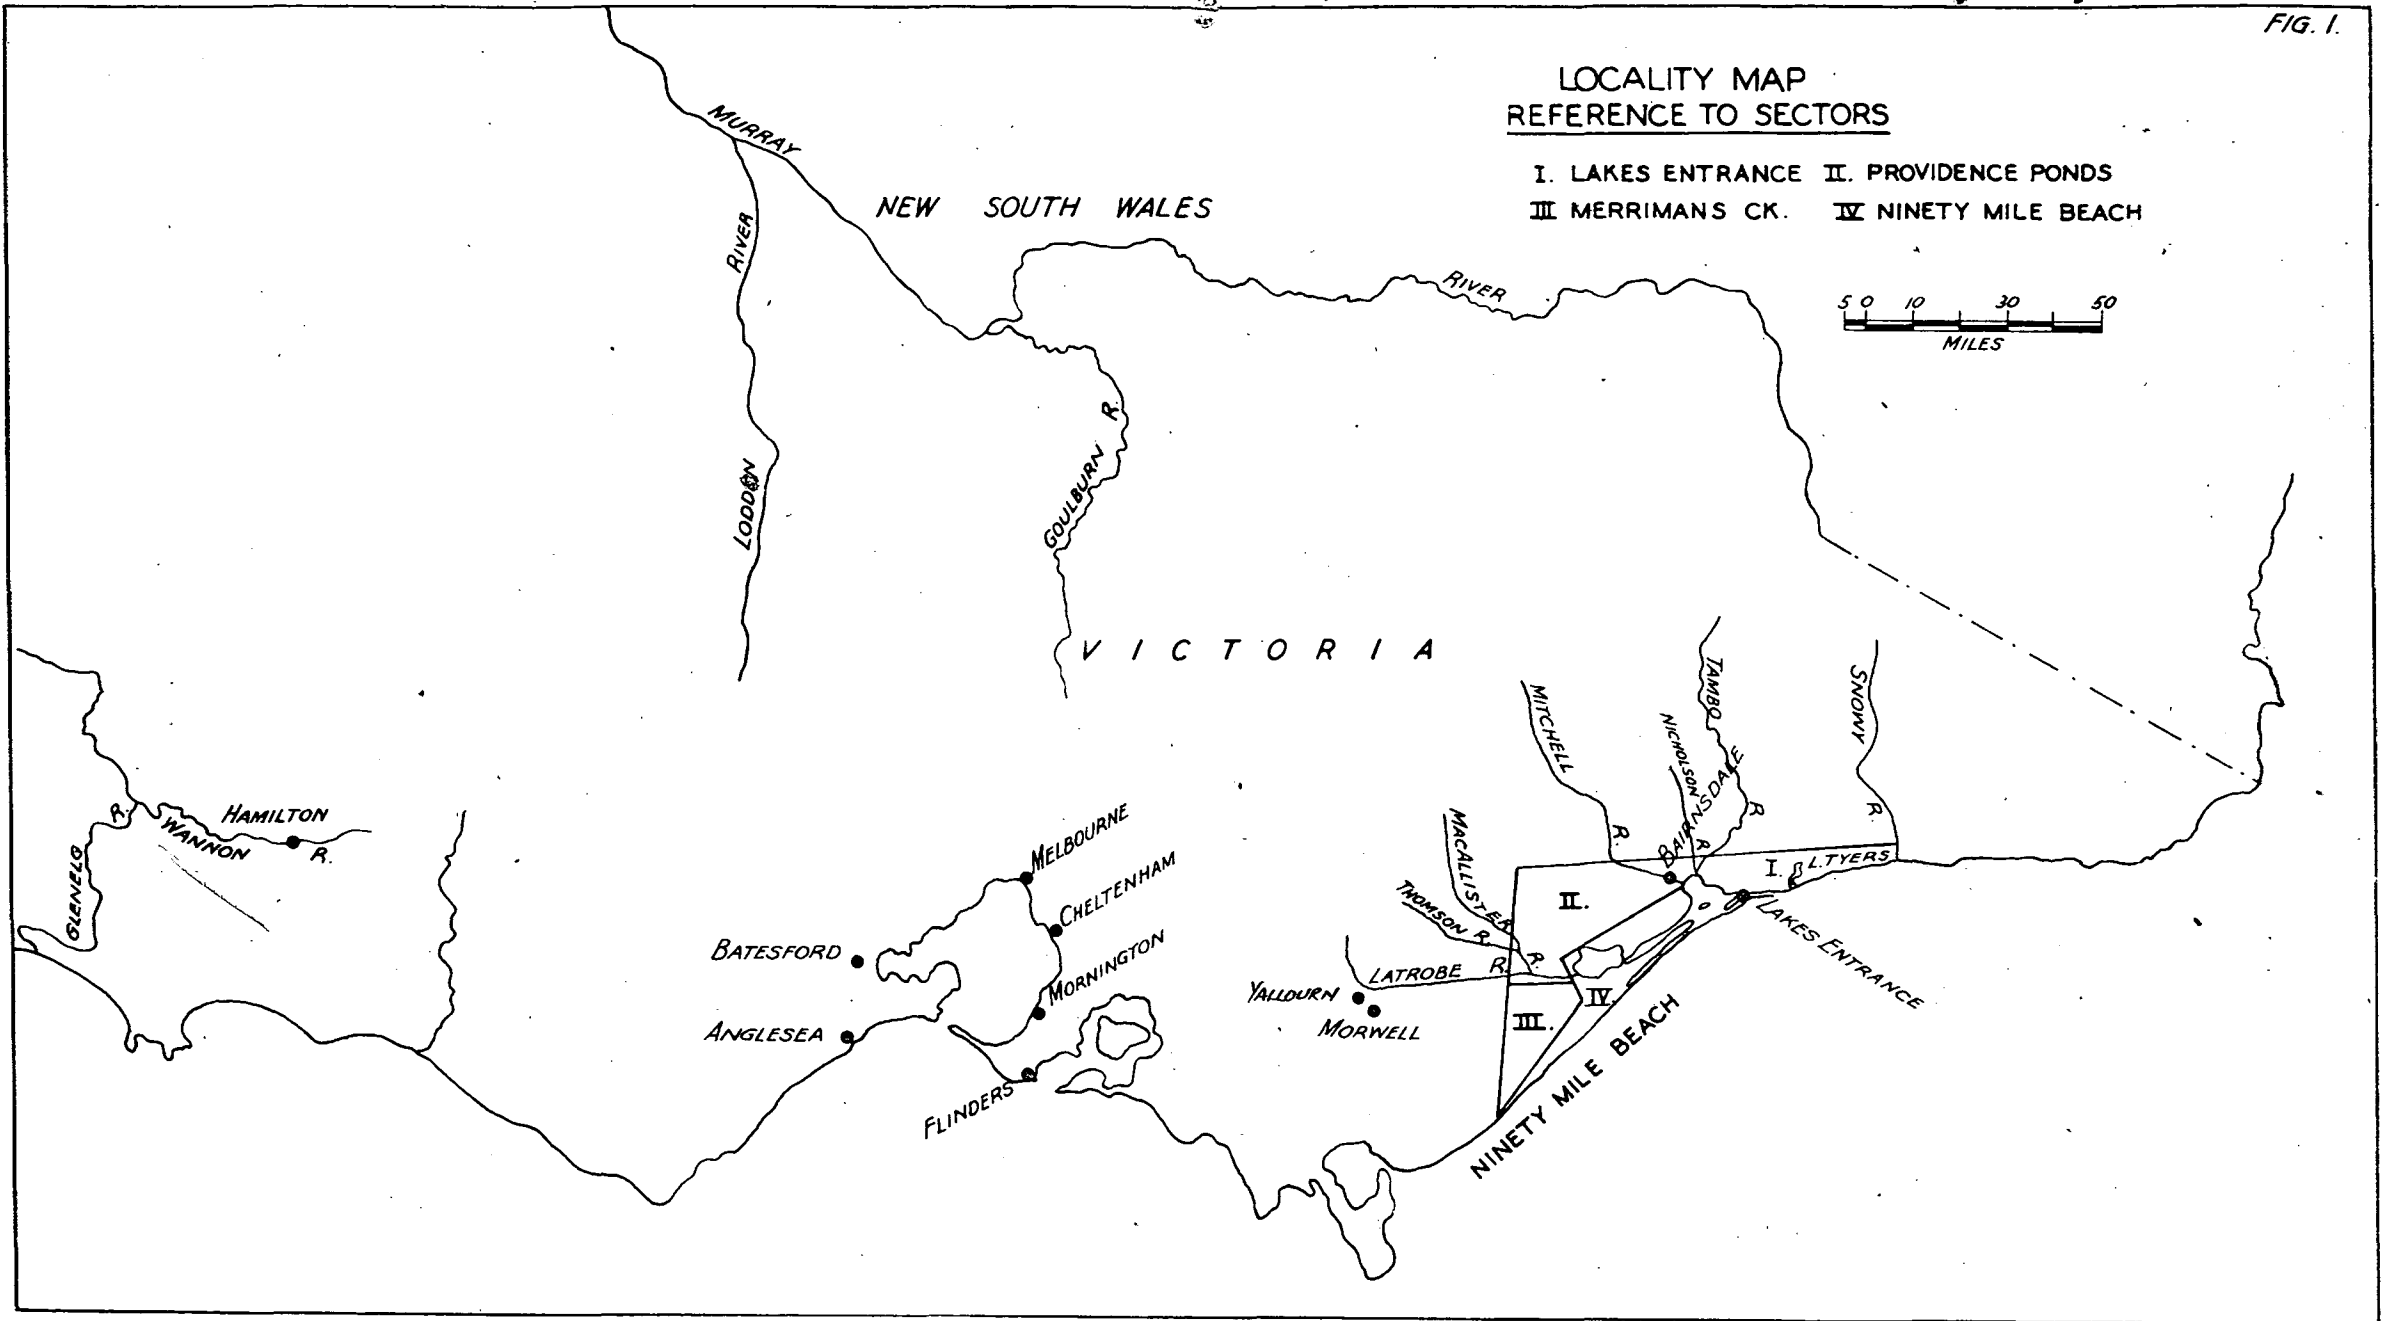 FIG. 1.
LOCALITY MAP
REFERENCE TO SECTORS
I. LAKES ENTRANCE II. PROVIDENCE PONDS
III MERRIMANS CK. IV NINETY MILE BEACH
5 0 10 30 50
MILES
MURRAY
RIVER
NEW SOUTH WALES
RIVER
LODDON
GOULBURN R.
VICTORIA
MITCHELL
R.
NICHOLSON
R
TAMBO
R
SNOWY
R.
BAIRNSDALE
HAMILTON
WANNON
R.
GLENELG
R.
MELBOURNE
CHELTENHAM
MORNINGTON
BATESFORD
ANGLESEA
FLINDERS
MACALLISTER
R.
THOMSON R.
LATROBE R.
YALLOURN
MORWELL
I.
L.TYERS
II.
III.
IV.
LAKES ENTRANCE
NINETY MILE BEACH